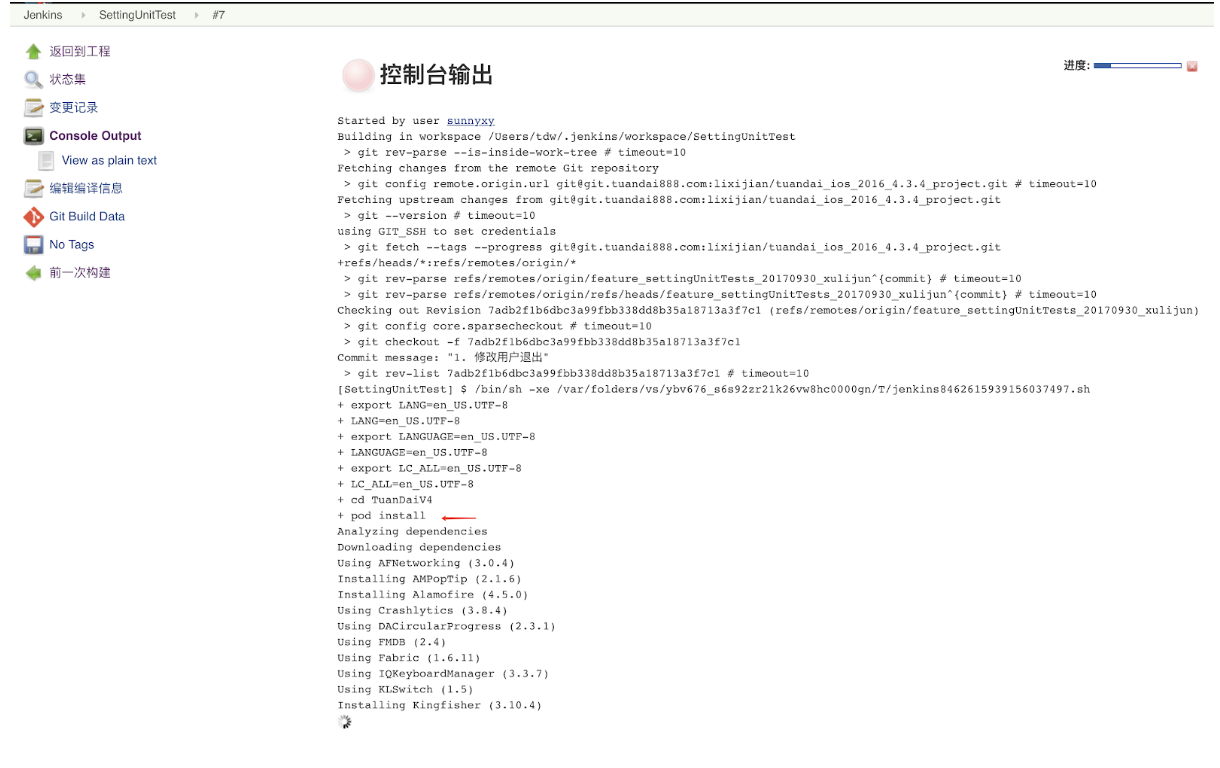 Jenkins SettingUnitTest #7
返回到工程
状态集
变更记录
Console Output
View as plain text
编辑编译信息
Git Build Data
No Tags
前一次构建
控制台输出
进度:
Started by user sunnyxy
Building in workspace /Users/tdw/.jenkins/workspace/SettingUnitTest
 > git rev-parse --is-inside-work-tree # timeout=10
Fetching changes from the remote Git repository
 > git config remote.origin.url git@git.tuandai888.com:lixijian/tuandai_ios_2016_4.3.4_project.git # timeout=10
Fetching upstream changes from git@git.tuandai888.com:lixijian/tuandai_ios_2016_4.3.4_project.git
 > git --version # timeout=10
using GIT_SSH to set credentials
 > git fetch --tags --progress git@git.tuandai888.com:lixijian/tuandai_ios_2016_4.3.4_project.git
+refs/heads/*:refs/remotes/origin/*
 > git rev-parse refs/remotes/origin/feature_settingUnitTests_20170930_xulijun^{commit} # timeout=10
 > git rev-parse refs/remotes/origin/refs/heads/feature_settingUnitTests_20170930_xulijun^{commit} # timeout=10
Checking out Revision 7adb2f1b6dbc3a99fbb338dd8b35a18713a3f7c1 (refs/remotes/origin/feature_settingUnitTests_20170930_xulijun)
 > git config core.sparsecheckout # timeout=10
 > git checkout -f 7adb2f1b6dbc3a99fbb338dd8b35a18713a3f7c1
Commit message: "1. 修改用户退出"
 > git rev-list 7adb2f1b6dbc3a99fbb338dd8b35a18713a3f7c1 # timeout=10
[SettingUnitTest] $ /bin/sh -xe /var/folders/vs/ybv676_s6s92zr21k26vw8hc0000gn/T/jenkins8462615939156037497.sh
+ export LANG=en_US.UTF-8
+ LANG=en_US.UTF-8
+ export LANGUAGE=en_US.UTF-8
+ LANGUAGE=en_US.UTF-8
+ export LC_ALL=en_US.UTF-8
+ LC_ALL=en_US.UTF-8
+ cd TuanDaiV4
+ pod install
Analyzing dependencies
Downloading dependencies
Using AFNetworking (3.0.4)
Installing AMPopTip (2.1.6)
Installing Alamofire (4.5.0)
Using Crashlytics (3.8.4)
Using DACircularProgress (2.3.1)
Using FMDB (2.4)
Using Fabric (1.6.11)
Using IQKeyboardManager (3.3.7)
Using KLSwitch (1.5)
Installing Kingfisher (3.10.4)